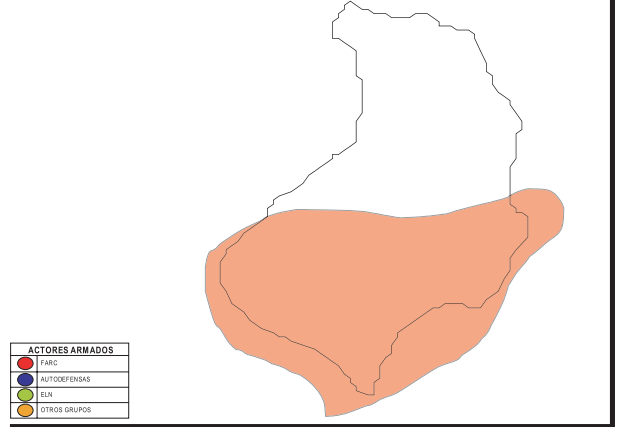 ACTORES ARMADOS
FARC
AUTODEFENSAS
ELN
OTROS GRUPOS